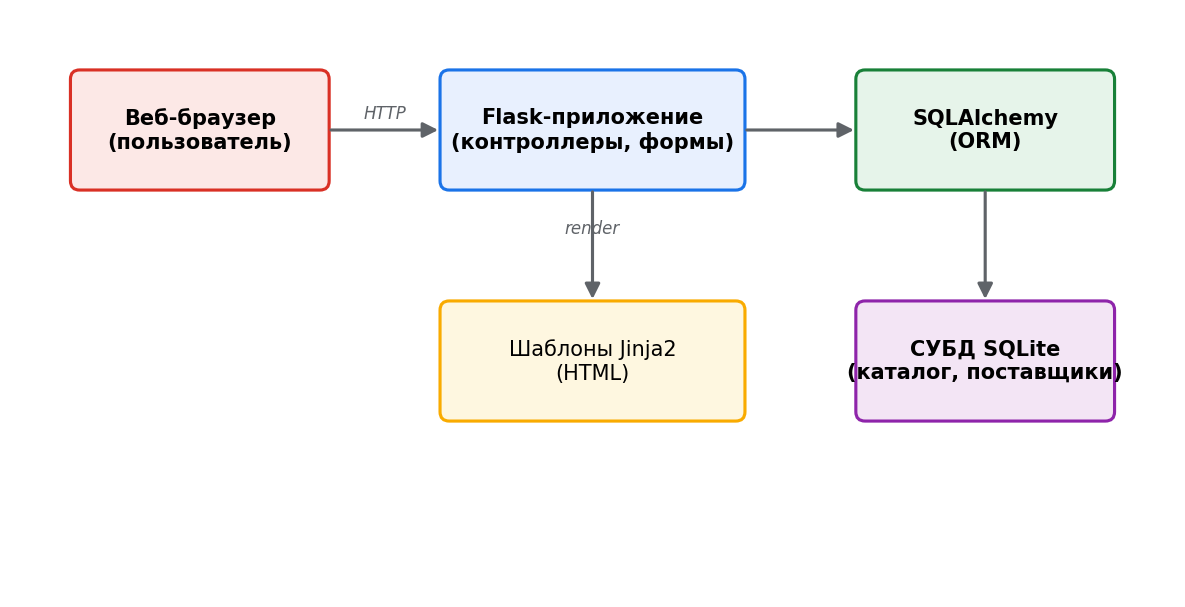 Веб-браузер
(пользователь)
HTTP
Flask-приложение
(контроллеры, формы)
SQLAlchemy
(ORM)
render
Шаблоны Jinja2
(HTML)
СУБД SQLite
(каталог, поставщики)